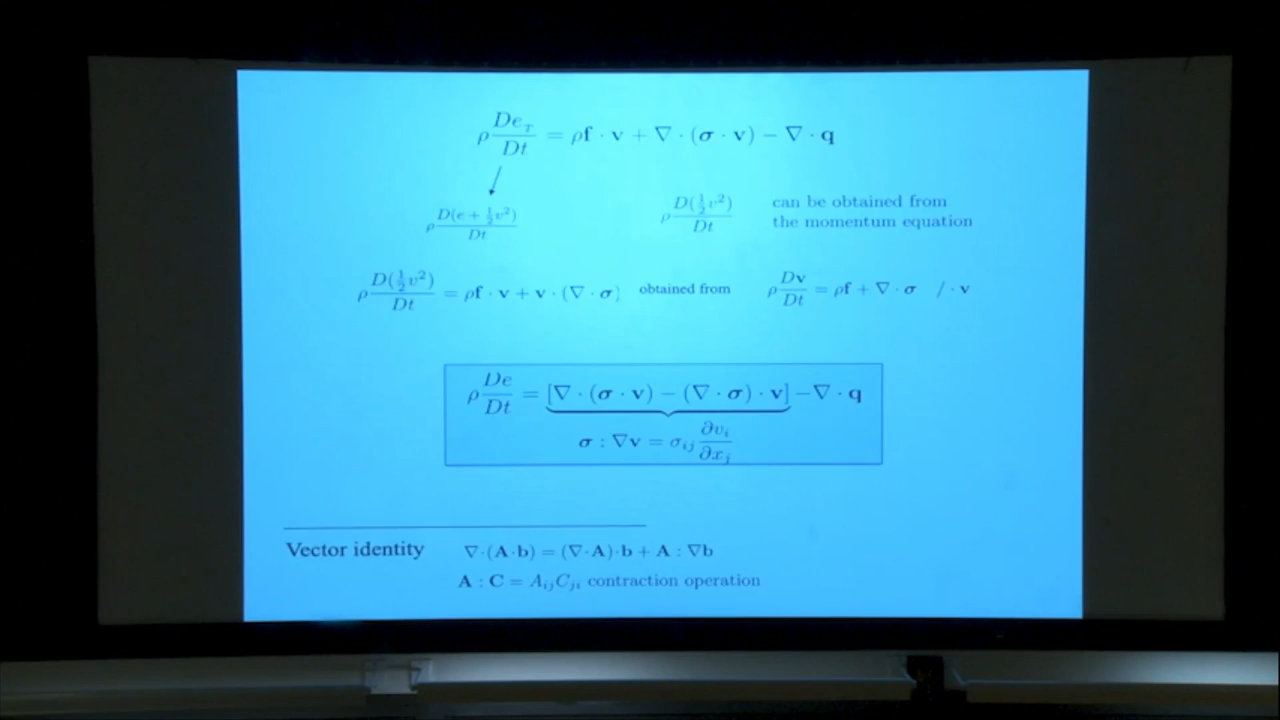 ρ De_T/Dt = ρf · v + ∇ · (σ · v) − ∇ · q
ρ D(e + ½v²)/Dt
ρ D(½v²)/Dt can be obtained from
the momentum equation
ρ D(½v²)/Dt = ρf · v + v · (∇ · σ) obtained from ρ Dv/Dt = ρf + ∇ · σ / · v
ρ De/Dt = [∇ · (σ · v) − (∇ · σ) · v] − ∇ · q
σ : ∇v = σ_ij ∂v_i/∂x_j
Vector identity ∇·(A·b) = (∇·A)·b + A : ∇b
A : C = A_ij C_ji contraction operation